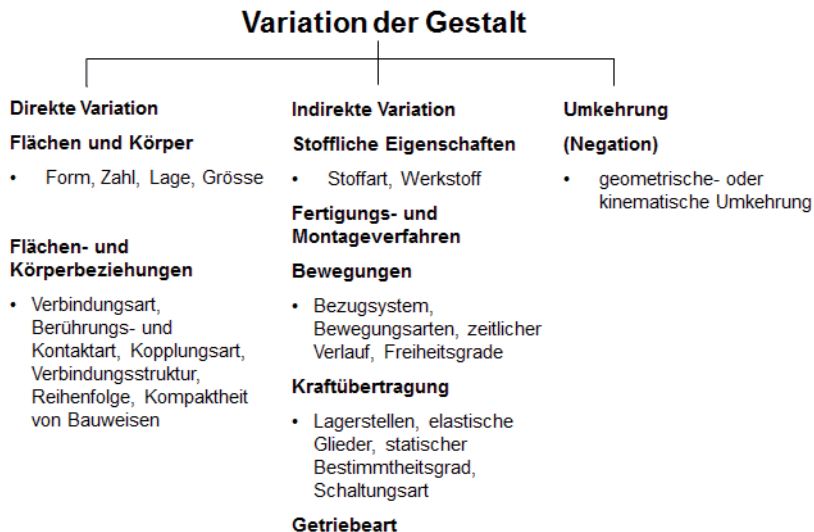 Variation der Gestalt
Direkte Variation
Flächen und Körper
• Form, Zahl, Lage, Grösse
Flächen- und
Körperbeziehungen
• Verbindungsart,
Berührungs- und
Kontaktart, Kopplungsart,
Verbindungsstruktur,
Reihenfolge, Kompaktheit
von Bauweisen
Indirekte Variation
Stoffliche Eigenschaften
• Stoffart, Werkstoff
Fertigungs- und
Montageverfahren
Bewegungen
• Bezugsystem,
Bewegungsarten, zeitlicher
Verlauf, Freiheitsgrade
Kraftübertragung
• Lagerstellen, elastische
Glieder, statischer
Bestimmtheitsgrad,
Schaltungsart
Getriebeart
Umkehrung
(Negation)
• geometrische- oder
kinematische Umkehrung